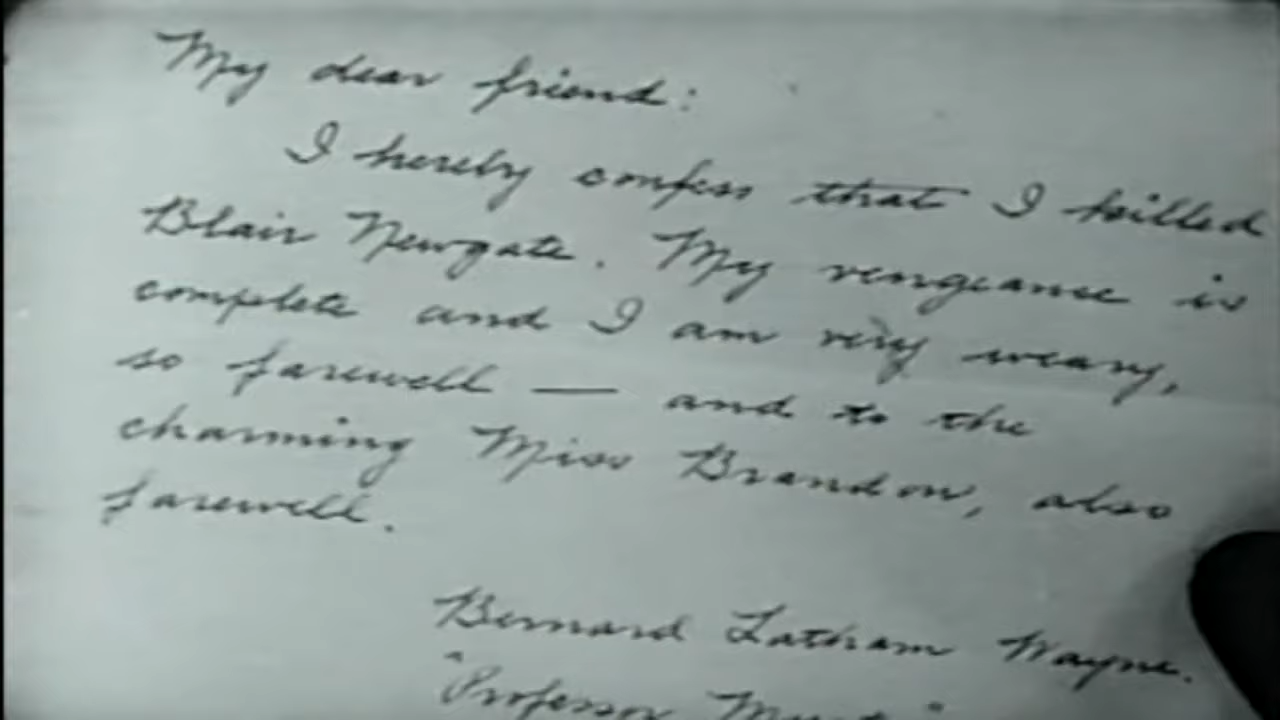 My dear friend:
I hereby confess that I killed
Blair Newgate. My vengeance is
complete and I am very weary,
so farewell — and to the
charming Miss Brandon, also
farewell.
Bernard Latham Wayne.
"Professor